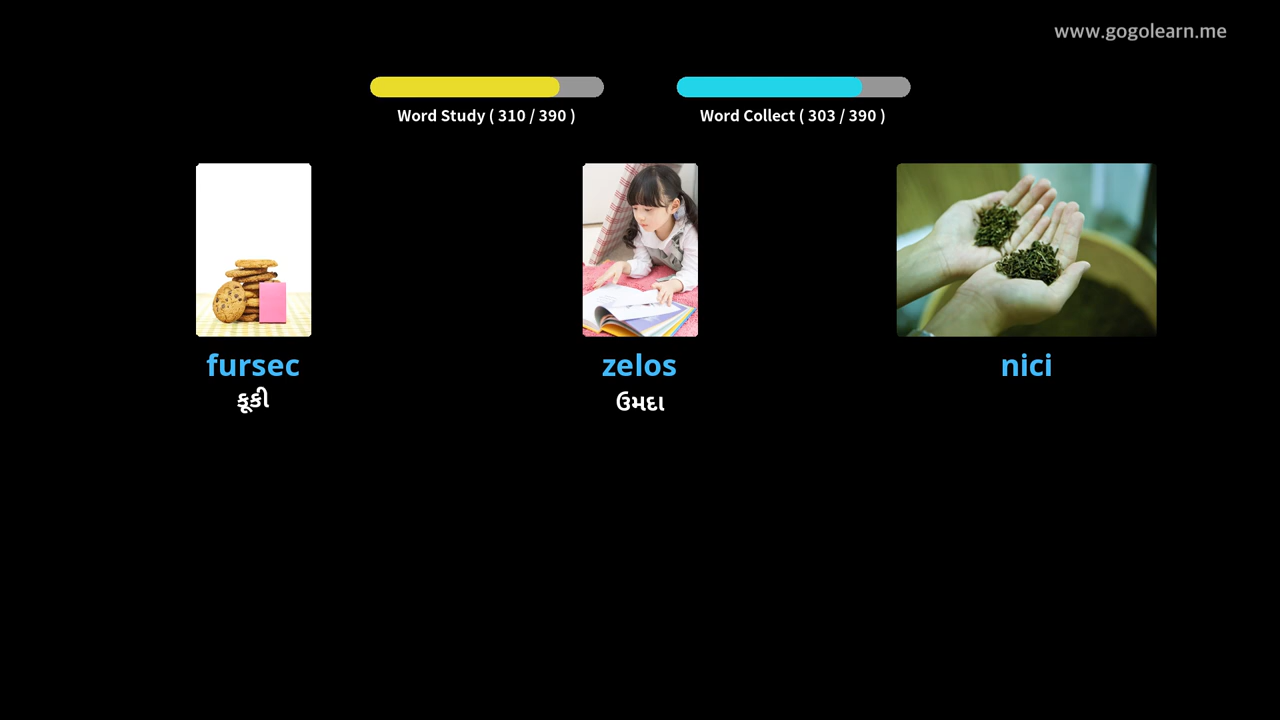 www.gogolearn.me
Word Study ( 310 / 390 )
Word Collect ( 303 / 390 )
fursec
કૂકી
zelos
ઉમદા
nici